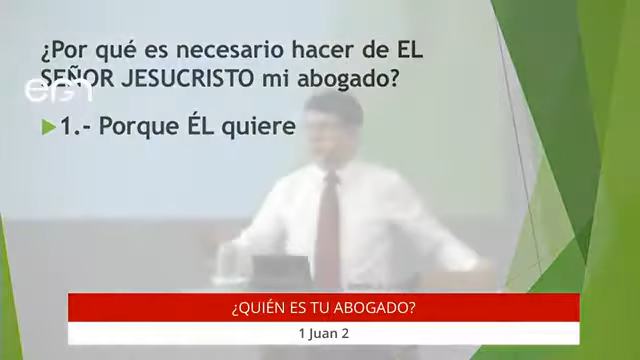 ¿Por qué es necesario hacer de EL
SEÑOR JESUCRISTO mi abogado?
1.- Porque ÉL quiere
¿QUIÉN ES TU ABOGADO?
1 Juan 2